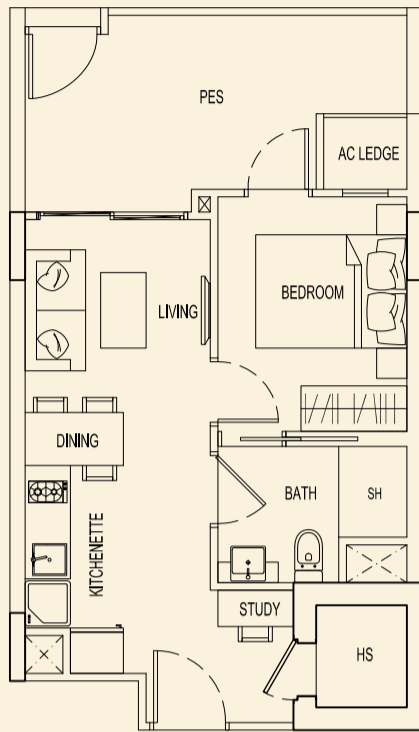 PES
AC LEDGE
BEDROOM
LIVING
DINING
KITCHENETTE
BATH
SH
STUDY
HS